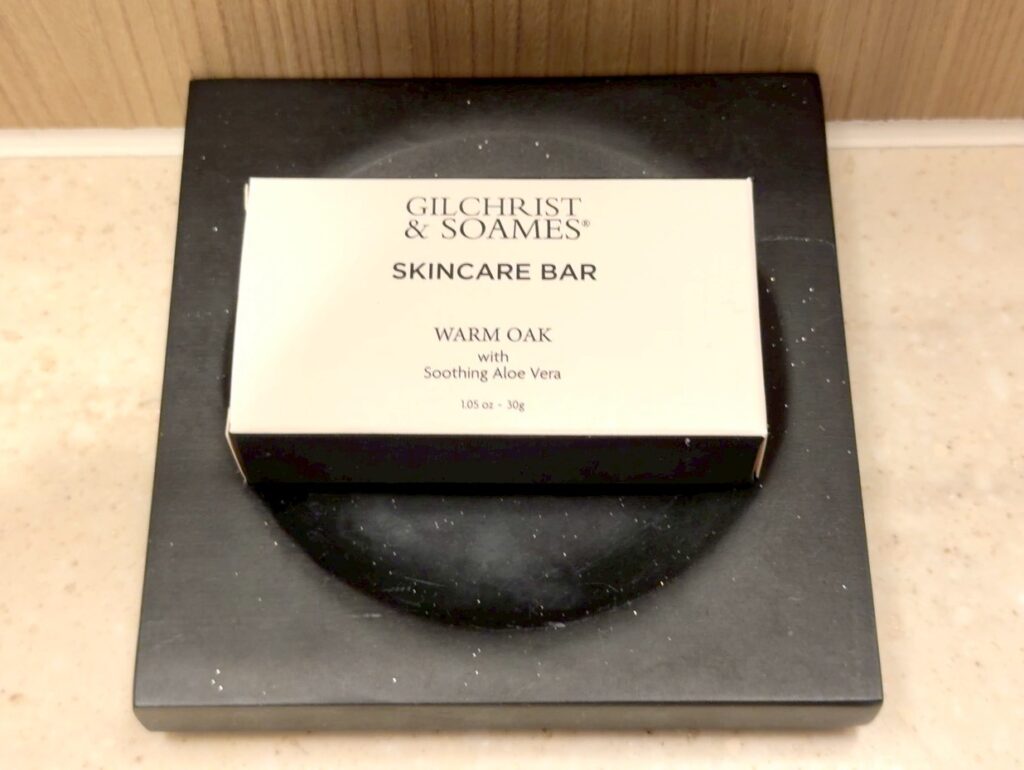 GILCHRIST
& SOAMES®
SKINCARE BAR
WARM OAK
with
Soothing Aloe Vera
1.05 oz - 30g